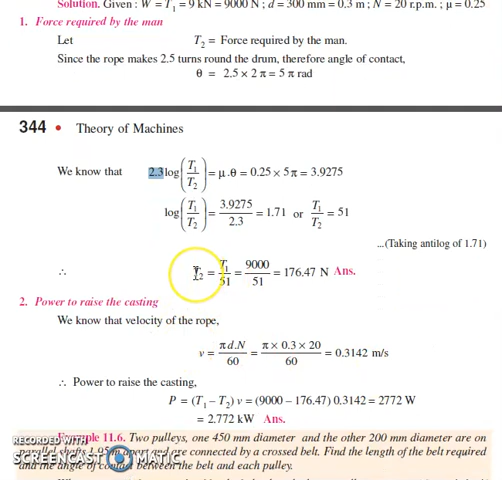 Solution. Given : W = T₁ = 9 kN = 9000 N ; d = 300 mm = 0.3 m ; N = 20 r.p.m. ; μ = 0.25
1. Force required by the man
Let T₂ = Force required by the man.
Since the rope makes 2.5 turns round the drum, therefore angle of contact,
θ = 2.5 × 2 π = 5 π rad
344 • Theory of Machines
We know that 2.3 log (T₁/T₂) = μ.θ = 0.25 × 5 π = 3.9275
log (T₁/T₂) = 3.9275/2.3 = 1.71 or T₁/T₂ = 51
...(Taking antilog of 1.71)
∴ T₂ = T₁/51 = 9000/51 = 176.47 N Ans.
2. Power to raise the casting
We know that velocity of the rope,
v = π d.N/60 = π × 0.3 × 20/60 = 0.3142 m/s
∴ Power to raise the casting,
P = (T₁ – T₂) v = (9000 – 176.47) 0.3142 = 2772 W
= 2.772 kW Ans.
Example 11.6. Two pulleys, one 450 mm diameter and the other 200 mm diameter are on
parallel shafts 1.95 m apart and are connected by a crossed belt. Find the length of the belt required
and the angle of contact between the belt and each pulley.
RECORDED WITH
SCREENCAST MATIC